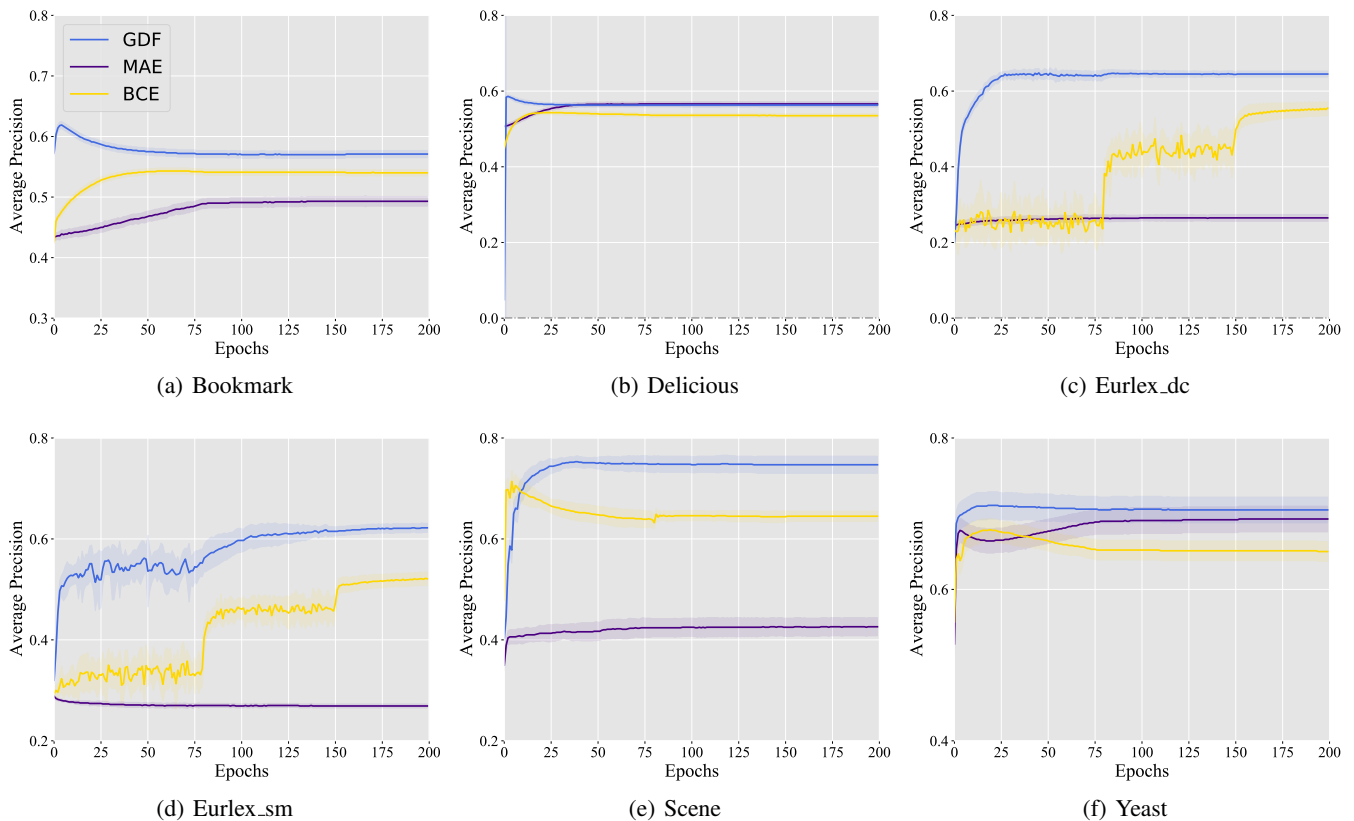 0.8
0.7
0.6
0.5
0.4
0.3
Average Precision
GDF
MAE
BCE
0 25 50 75 100 125 150 175 200
Epochs
(a) Bookmark
0.8
0.6
0.4
0.2
0.0
Average Precision
0 25 50 75 100 125 150 175 200
Epochs
(b) Delicious
0.8
0.6
0.4
0.2
0.0
Average Precision
0 25 50 75 100 125 150 175 200
Epochs
(c) Eurlex_dc
0.8
0.6
0.4
0.2
Average Precision
0 25 50 75 100 125 150 175 200
Epochs
(d) Eurlex_sm
0.8
0.6
0.4
0.2
Average Precision
0 25 50 75 100 125 150 175 200
Epochs
(e) Scene
0.8
0.6
0.4
Average Precision
0 25 50 75 100 125 150 175 200
Epochs
(f) Yeast